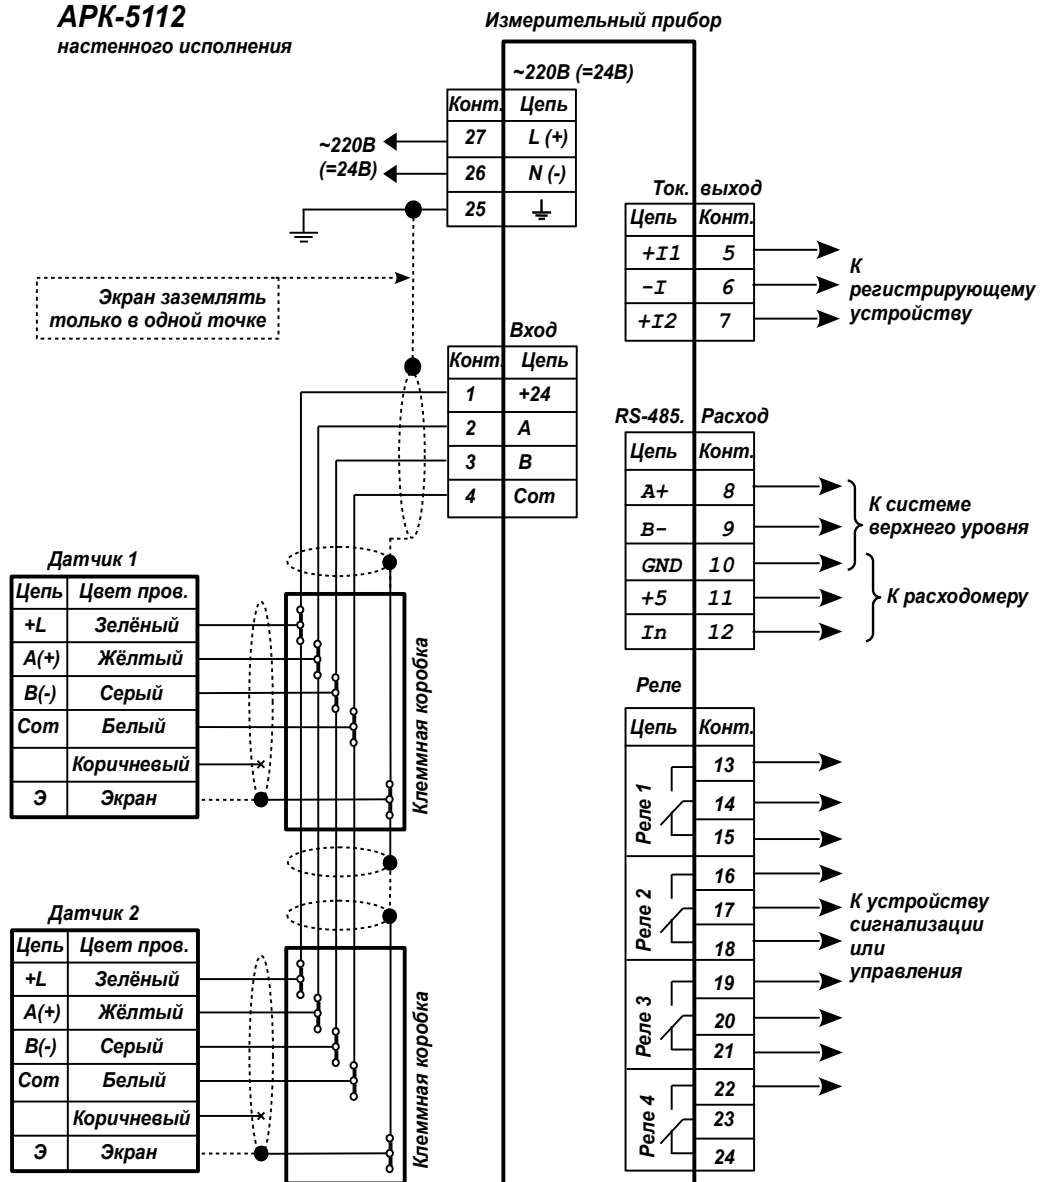 АРК-5112
настенного исполнения
Измерительный прибор
~220В (=24В)
Конт. Цепь
27 L (+)
26 N (-)
25
~220В
(=24В)
Экран заземлять
только в одной точке
Вход
Конт. Цепь
1 +24
2 A
3 B
4 Com
Ток. выход
Цепь Конт.
+I1 5
-I 6
+I2 7
К
регистрирующему
устройству
RS-485. Расход
Цепь Конт.
A+ 8
B- 9
GND 10
+5 11
In 12
К системе
верхнего уровня
К расходомеру
Датчик 1
Цепь Цвет пров.
+L Зелёный
A(+) Жёлтый
B(-) Серый
Com Белый
Коричневый
Э Экран
Клеммная коробка
Датчик 2
Цепь Цвет пров.
+L Зелёный
A(+) Жёлтый
B(-) Серый
Com Белый
Коричневый
Э Экран
Клеммная коробка
Реле
Цепь Конт.
Реле 1
13
14
15
Реле 2
16
17
18
Реле 3
19
20
21
Реле 4
22
23
24
К устройству
сигнализации
или
управления